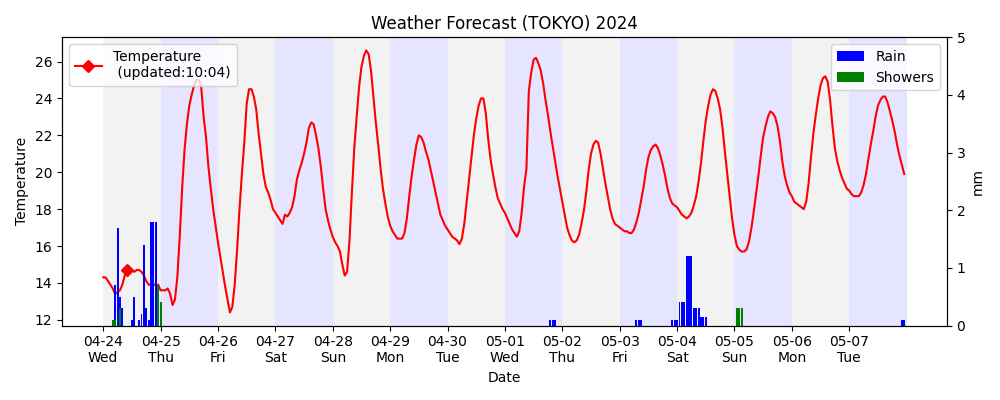 Weather Forecast (TOKYO) 2024
Temperature
(updated:10:04)
Rain
Showers
Temperature
26
24
22
20
18
16
14
12
5
4
3
2
1
0
mm
04-24 04-25 04-26 04-27 04-28 04-29 04-30 05-01 05-02 05-03 05-04 05-05 05-06 05-07
Wed Thu Fri Sat Sun Mon Tue Wed Thu Fri Sat Sun Mon Tue
Date